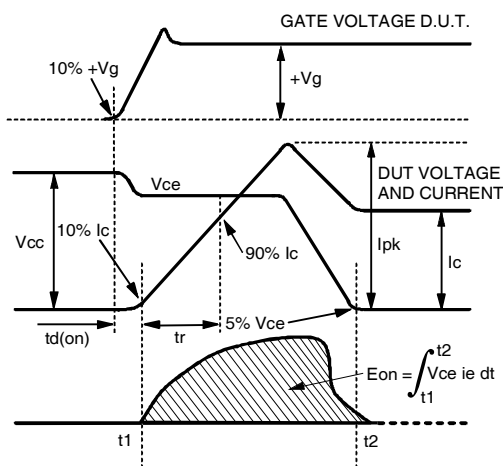 GATE VOLTAGE D.U.T.
10% +Vg
+Vg
Vce
DUT VOLTAGE
AND CURRENT
Vcc
10% Ic
90% Ic
Ipk
Ic
td(on)
tr
5% Vce
Eon = ∫ Vce ie dt
t2
t1
t1
t2